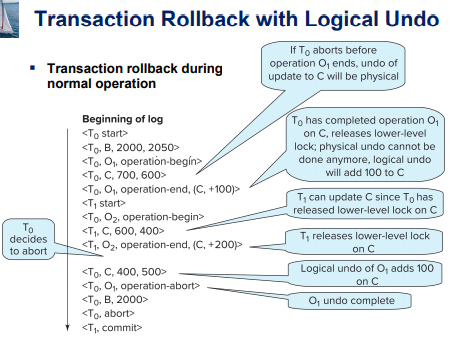 Transaction Rollback with Logical Undo
Transaction rollback during
normal operation
If T0 aborts before
operation O1 ends, undo of
update to C will be physical
Beginning of log
<T0 start>
<T0, B, 2000, 2050>
<T0, O1, operation-begin>
<T0, C, 700, 600>
<T0, O1, operation-end, (C, +100)>
<T1 start>
<T0, O2, operation-begin>
<T1, C, 600, 400>
<T1, O2, operation-end, (C, +200)>
<T0, C, 400, 500>
<T0, O1, operation-abort>
<T0, B, 2000>
<T0, abort>
<T1, commit>
T0 has completed operation O1
on C, releases lower-level
lock; physical undo cannot be
done anymore, logical undo
will add 100 to C
T1 can update C since T0 has
released lower-level lock on C
T1 releases lower-level lock
on C
T0
decides
to abort
Logical undo of O1 adds 100
on C
O1 undo complete